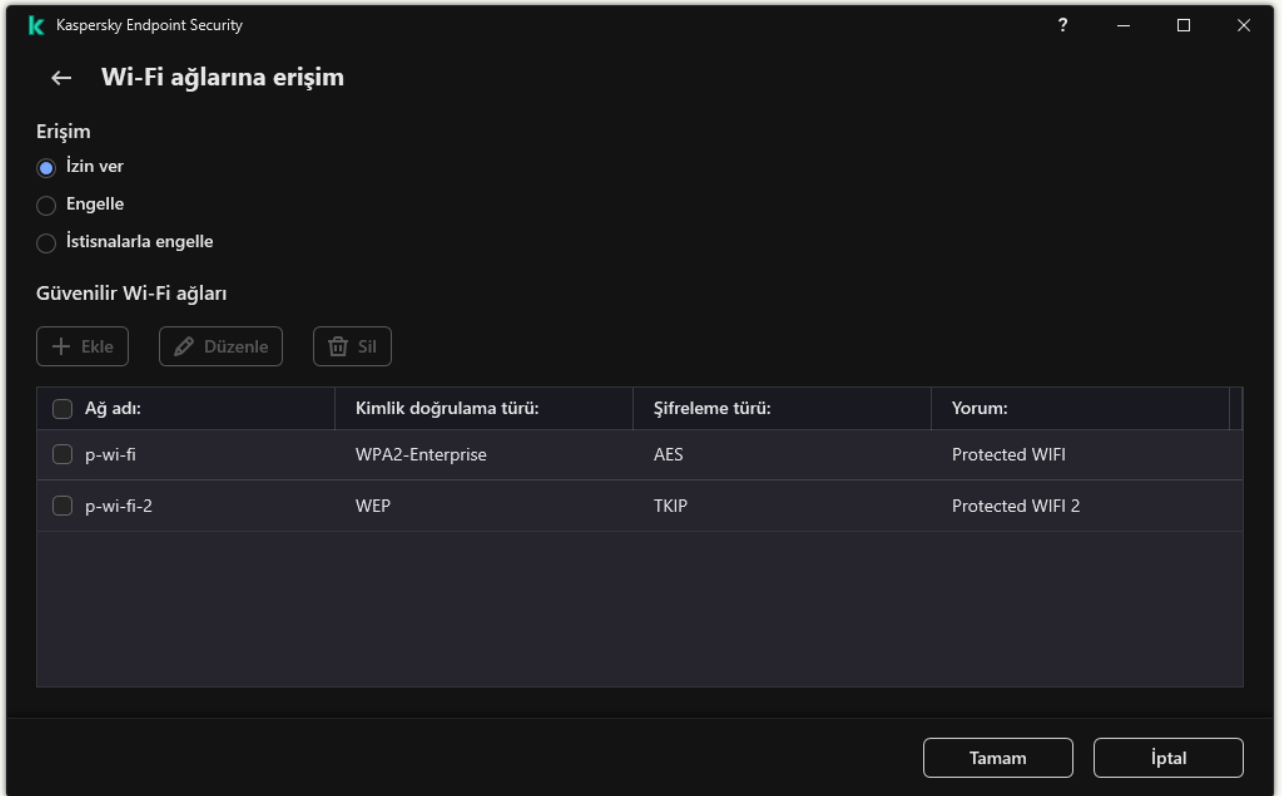 Kaspersky Endpoint Security ?
Wi-Fi ağlarına erişim
Erişim
İzin ver
Engelle
İstisnalarla engelle
Güvenilir Wi-Fi ağları
Ekle Düzenle Sil
Ağ adı: Kimlik doğrulama türü: Şifreleme türü: Yorum:
p-wi-fi WPA2-Enterprise AES Protected WIFI
p-wi-fi-2 WEP TKIP Protected WIFI 2
Tamam İptal